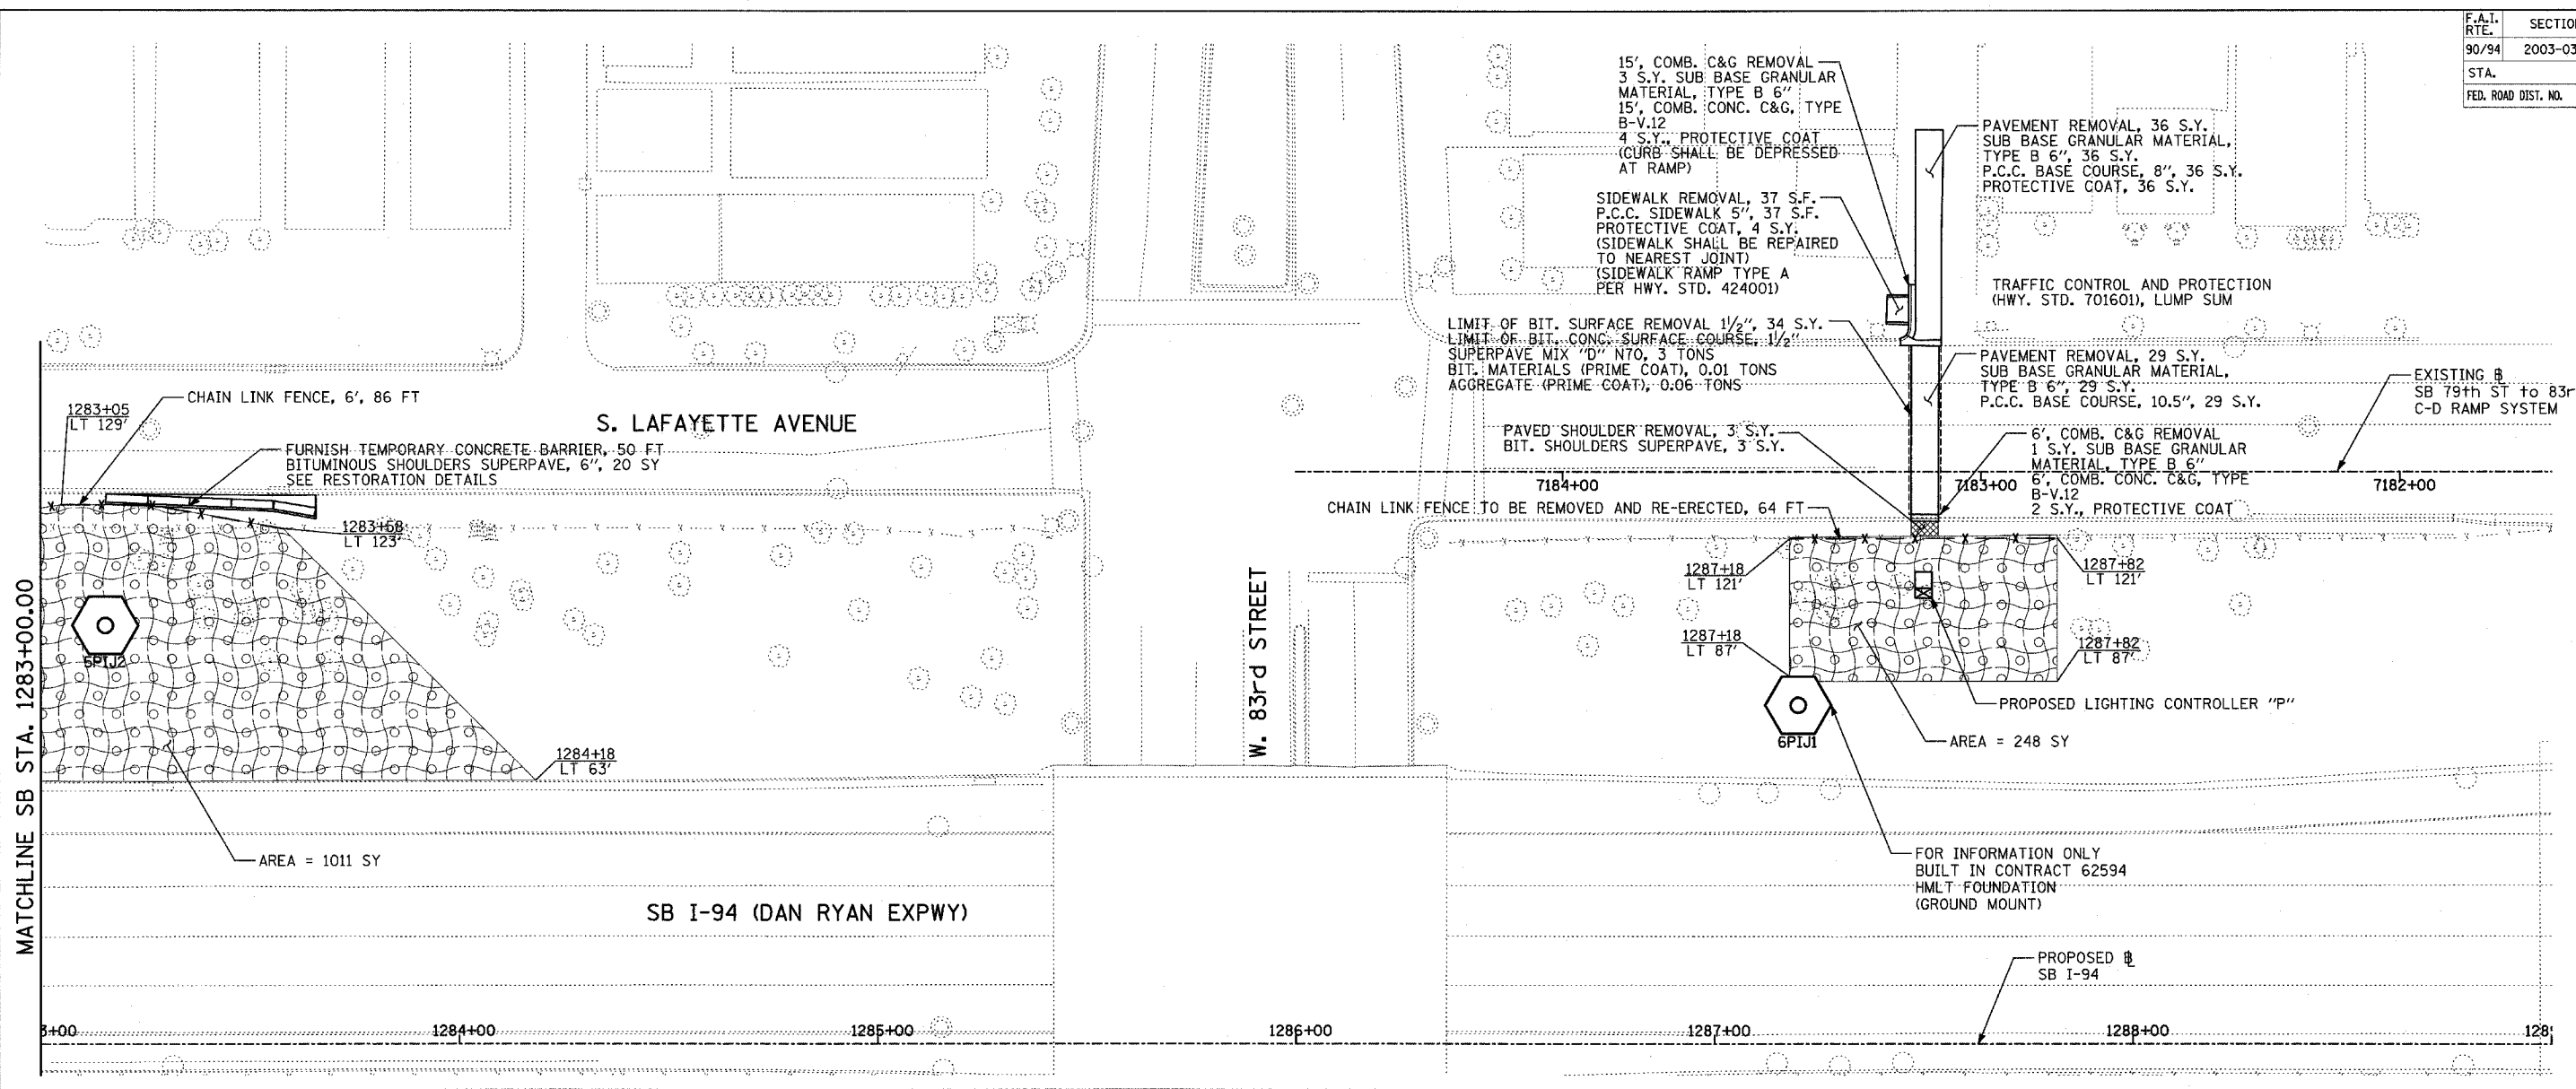 F.A.I. RTE.
SECTIO
90/94
2003-03
STA.
FED. ROAD DIST. NO.
15', COMB. C&G REMOVAL
3 S.Y. SUB BASE GRANULAR
MATERIAL, TYPE B 6"
15', COMB. CONC. C&G, TYPE
B-V.12
4 S.Y., PROTECTIVE COAT
(CURB SHALL BE DEPRESSED
AT RAMP)
PAVEMENT REMOVAL, 36 S.Y.
SUB BASE GRANULAR MATERIAL,
TYPE B 6", 36 S.Y.
P.C.C. BASE COURSE, 8", 36 S.Y.
PROTECTIVE COAT, 36 S.Y.
SIDEWALK REMOVAL, 37 S.F.
P.C.C. SIDEWALK 5", 37 S.F.
PROTECTIVE COAT, 4 S.Y.
(SIDEWALK SHALL BE REPAIRED
TO NEAREST JOINT)
(SIDEWALK RAMP TYPE A
PER HWY. STD. 424001)
TRAFFIC CONTROL AND PROTECTION
(HWY. STD. 701601), LUMP SUM
LIMIT OF BIT. SURFACE REMOVAL 1½", 34 S.Y.
LIMIT OF BIT. CONC. SURFACE COURSE, 1½"
SUPERPAVE MIX "D" N70, 3 TONS
BIT. MATERIALS (PRIME COAT), 0.01 TONS
AGGREGATE (PRIME COAT), 0.06 TONS
PAVEMENT REMOVAL, 29 S.Y.
SUB BASE GRANULAR MATERIAL,
TYPE B 6", 29 S.Y.
P.C.C. BASE COURSE, 10.5", 29 S.Y.
EXISTING ℄
SB 79th ST to 83r
C-D RAMP SYSTEM
CHAIN LINK FENCE, 6', 86 FT
1283+05
LT 129'
S. LAFAYETTE AVENUE
FURNISH TEMPORARY CONCRETE BARRIER, 50 FT
BITUMINOUS SHOULDERS SUPERPAVE, 6", 20 SY
SEE RESTORATION DETAILS
PAVED SHOULDER REMOVAL, 3 S.Y.
BIT. SHOULDERS SUPERPAVE, 3 S.Y.
6', COMB. C&G REMOVAL
1 S.Y. SUB BASE GRANULAR
MATERIAL, TYPE B 6"
6', COMB. CONC. C&G, TYPE
B-V.12
2 S.Y., PROTECTIVE COAT
7184+00
7183+00
7182+00
CHAIN LINK FENCE TO BE REMOVED AND RE-ERECTED, 64 FT
1283+68
LT 123'
1287+18
LT 121'
1287+82
LT 121'
1287+18
LT 87'
1287+82
LT 87'
5PIJ2
W. 83rd STREET
MATCHLINE SB STA. 1283+00.00
PROPOSED LIGHTING CONTROLLER "P"
6PIJ1
AREA = 248 SY
1284+18
LT 63'
AREA = 1011 SY
FOR INFORMATION ONLY
BUILT IN CONTRACT 62594
HMLT FOUNDATION
(GROUND MOUNT)
SB I-94 (DAN RYAN EXPWY)
PROPOSED ℄
SB I-94
3+00
1284+00
1285+00
1286+00
1287+00
1288+00
128